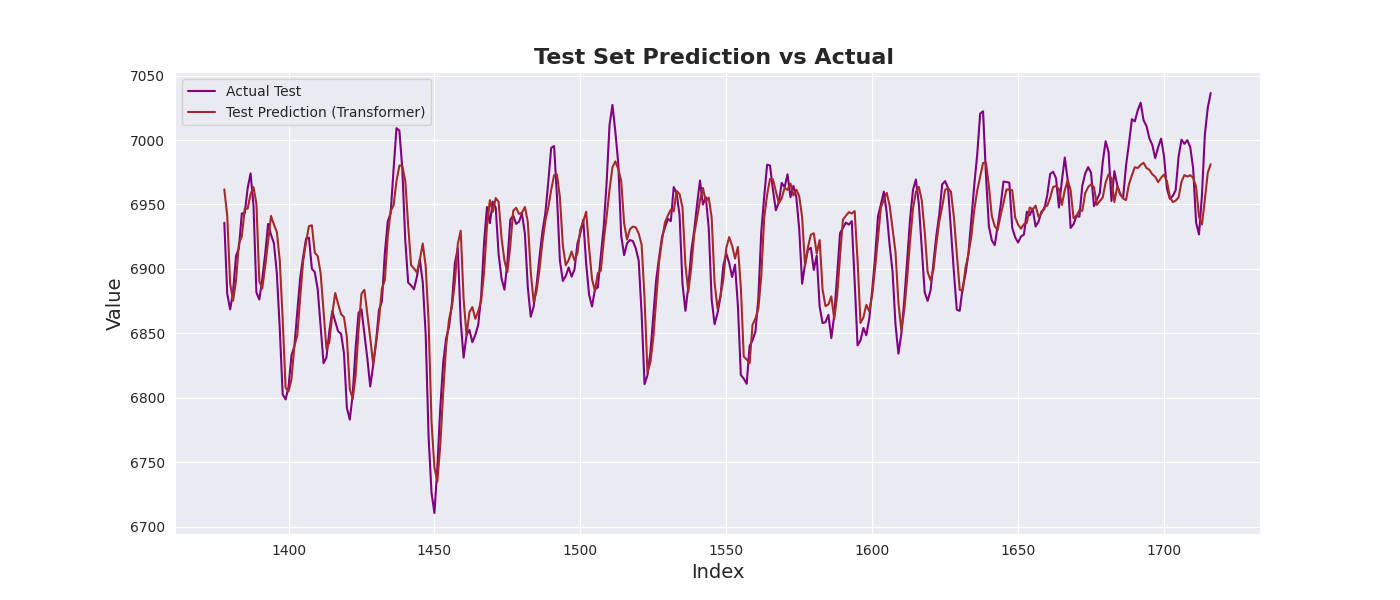 Test Set Prediction vs Actual
Actual Test
Test Prediction (Transformer)
Value
7050
7000
6950
6900
6850
6800
6750
6700
1400 1450 1500 1550 1600 1650 1700
Index